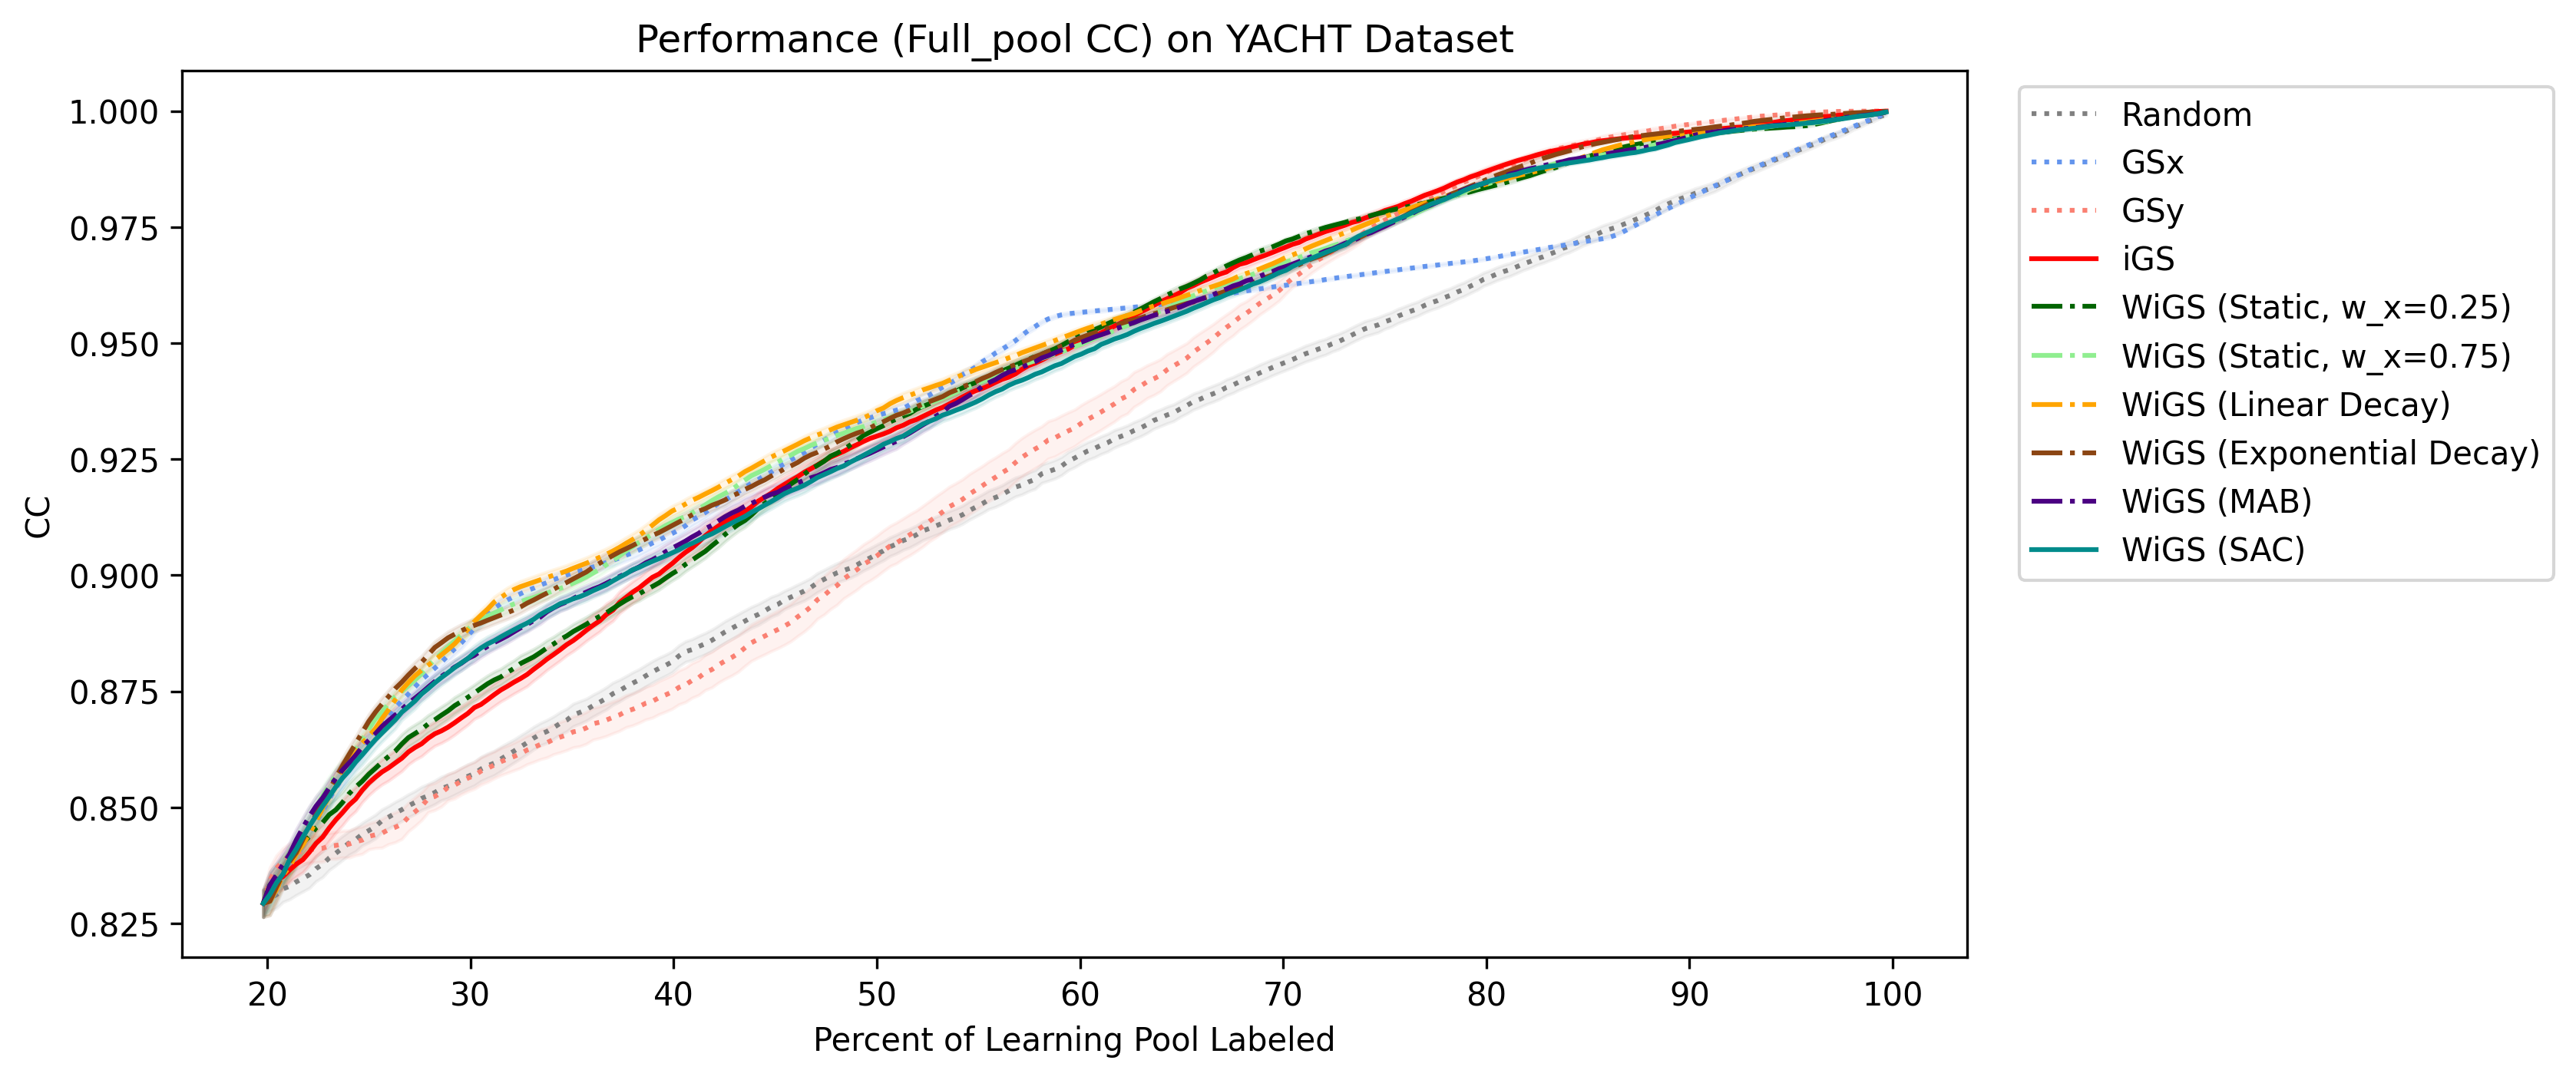 Performance (Full_pool CC) on YACHT Dataset
1.000
0.975
0.950
0.925
0.900
0.875
0.850
0.825
CC
20 30 40 50 60 70 80 90 100
Percent of Learning Pool Labeled
Random
GSx
GSy
iGS
WiGS (Static, w_x=0.25)
WiGS (Static, w_x=0.75)
WiGS (Linear Decay)
WiGS (Exponential Decay)
WiGS (MAB)
WiGS (SAC)